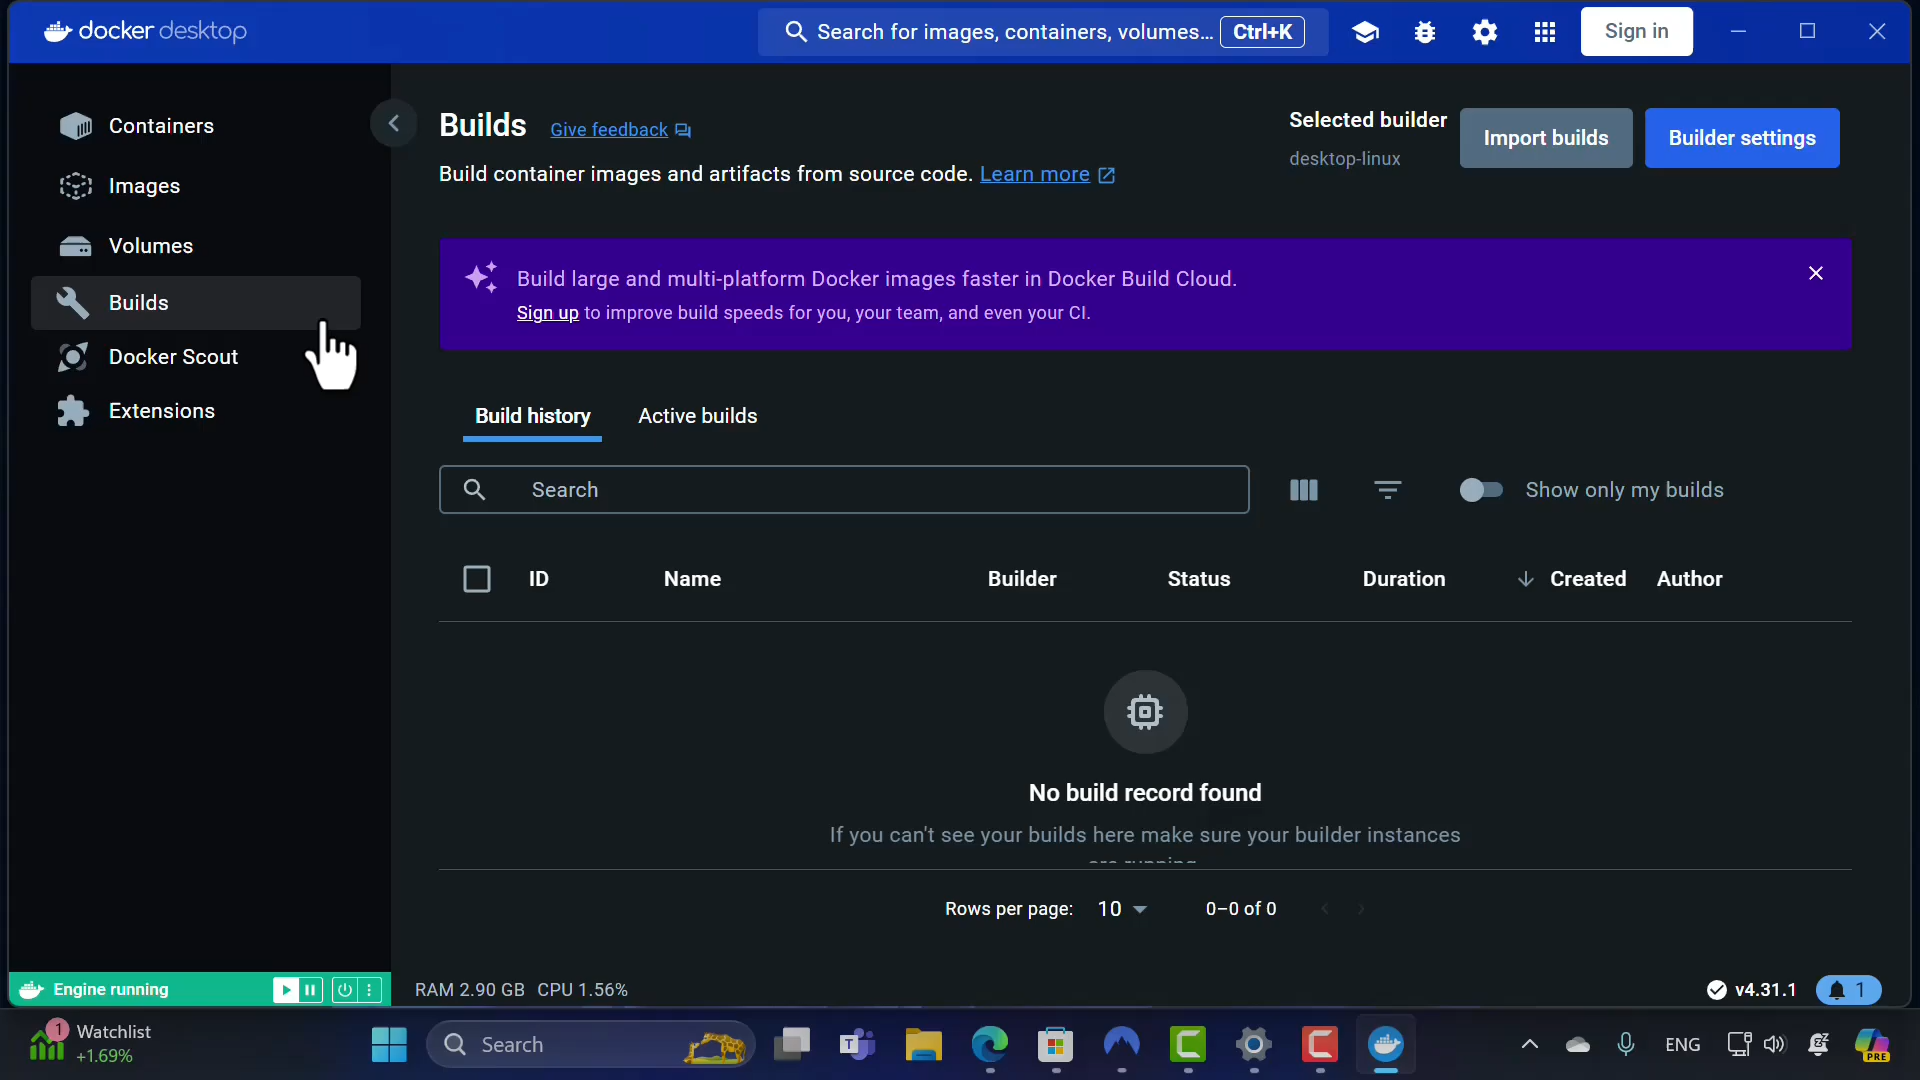 docker desktop
Search for images, containers, volumes... Ctrl+K
Sign in
Containers
Images
Volumes
Builds
Docker Scout
Extensions
Builds Give feedback
Build container images and artifacts from source code. Learn more
Selected builder
desktop-linux
Import builds
Builder settings
Build large and multi-platform Docker images faster in Docker Build Cloud.
Sign up to improve build speeds for you, your team, and even your CI.
Build history Active builds
Search
Show only my builds
ID Name Builder Status Duration Created Author
No build record found
If you can't see your builds here make sure your builder instances
are running
Rows per page: 10 0–0 of 0
Engine running
RAM 2.90 GB CPU 1.56%
v4.31.1
1
1
Watchlist
+1.69%
Search
T
ENG
PRE